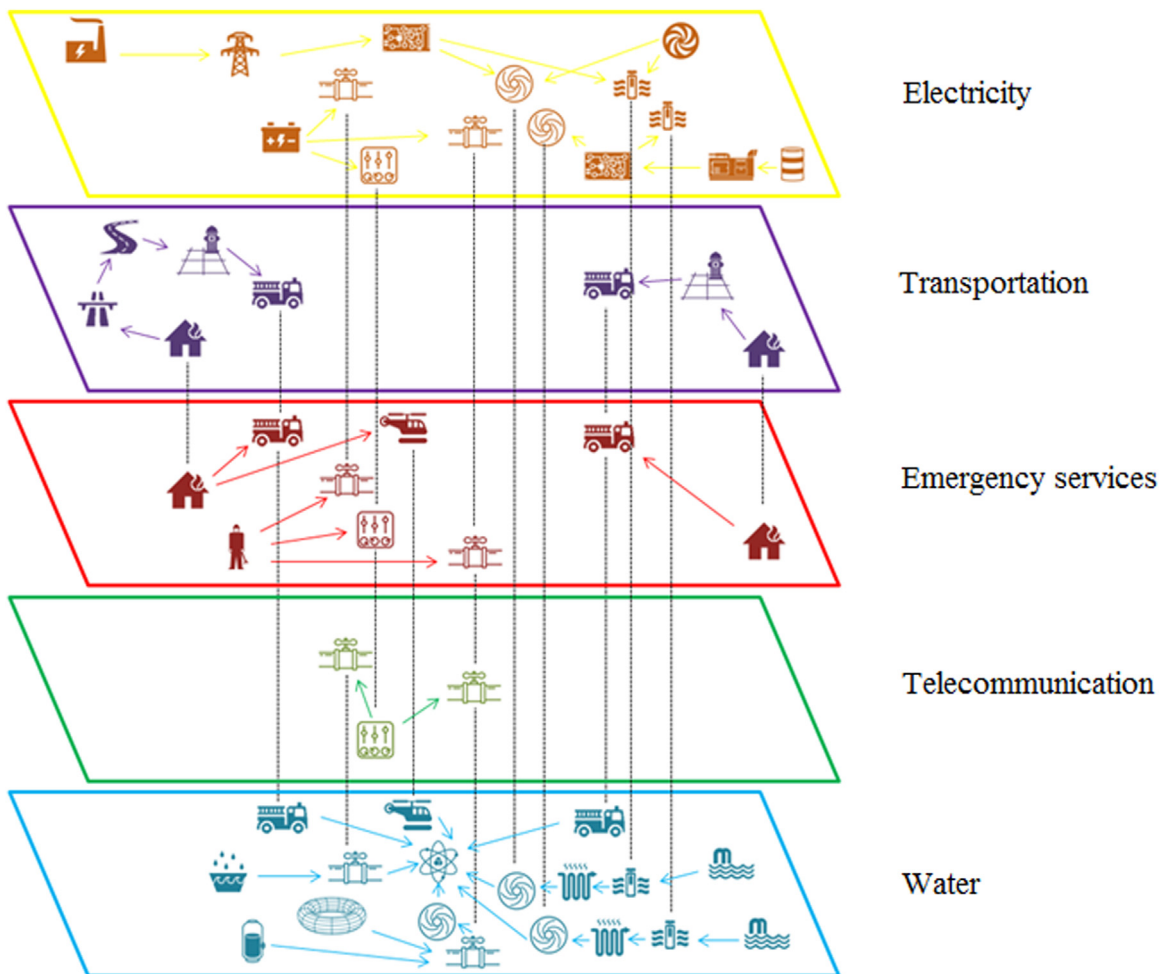 Electricity
Transportation
Emergency services
Telecommunication
Water